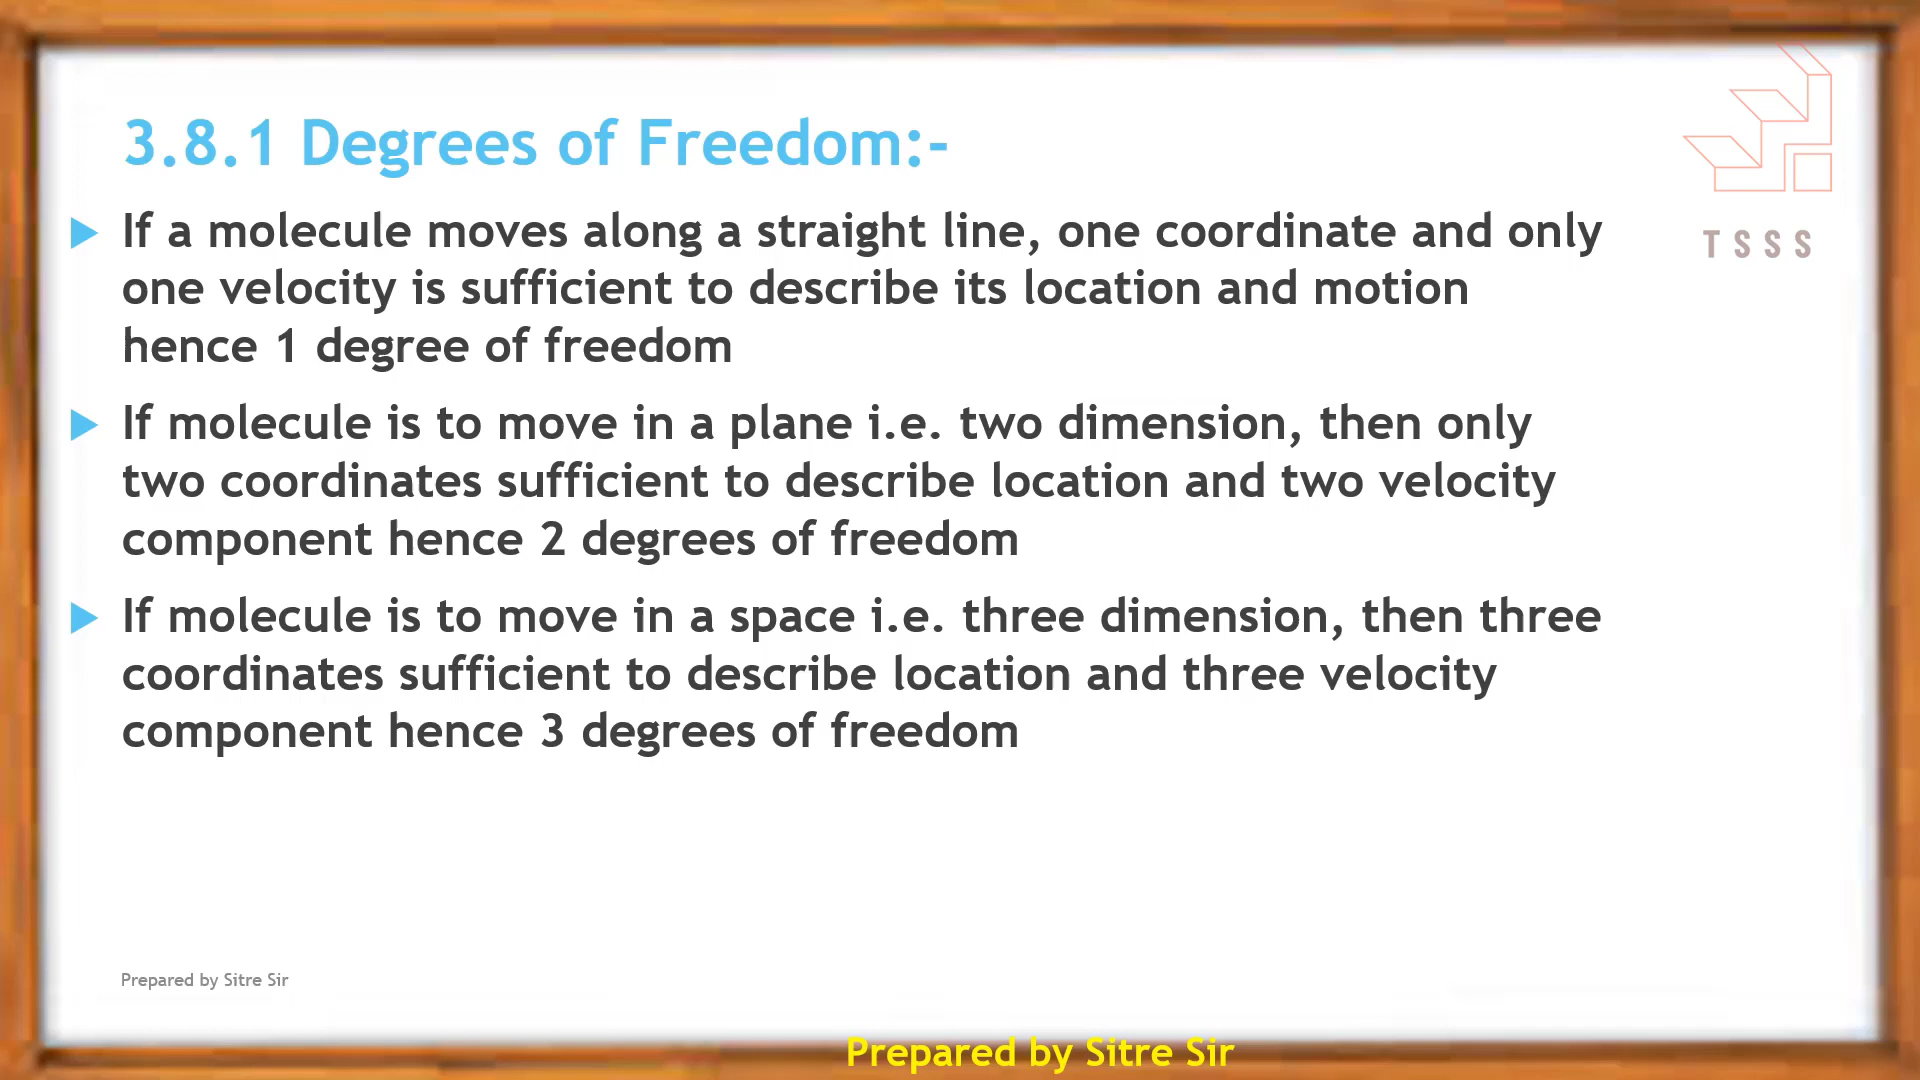 3.8.1 Degrees of Freedom:-
If a molecule moves along a straight line, one coordinate and only
one velocity is sufficient to describe its location and motion
hence 1 degree of freedom
If molecule is to move in a plane i.e. two dimension, then only
two coordinates sufficient to describe location and two velocity
component hence 2 degrees of freedom
If molecule is to move in a space i.e. three dimension, then three
coordinates sufficient to describe location and three velocity
component hence 3 degrees of freedom
TSSS
Prepared by Sitre Sir
Prepared by Sitre Sir